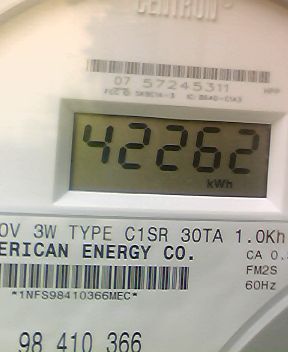 CENTRON
07 57245311
42262
kWh
0V 3W TYPE C1SR 30TA 1.0Kh
ERICAN ENERGY CO.
CA 0.
FM2S
*1NFS98410366MEC*
60Hz
98 410 366